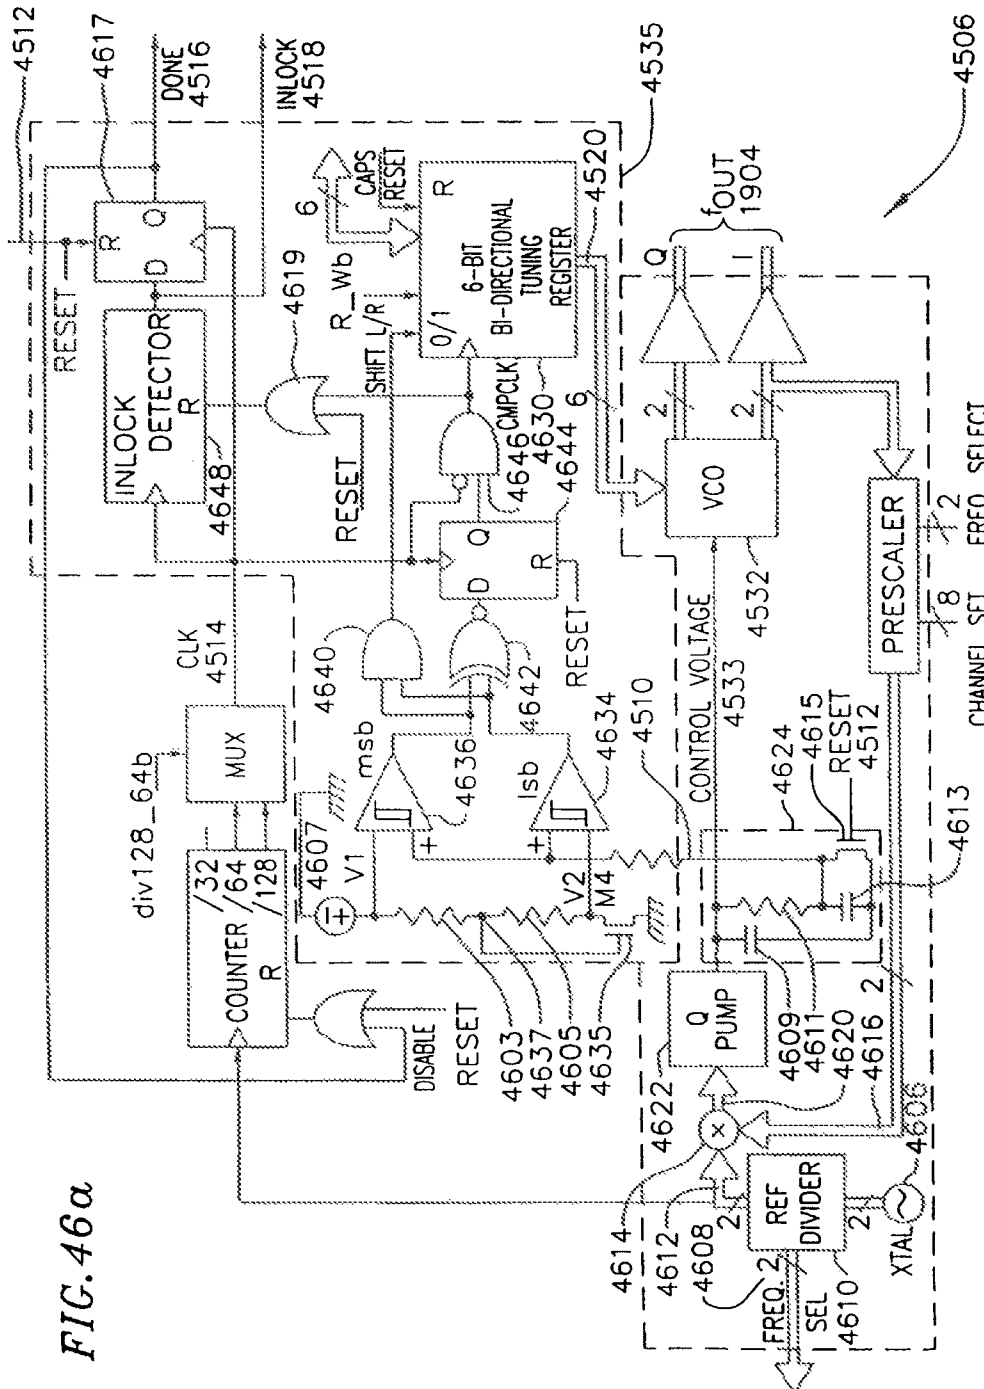 FIG.46a
4512
4617
DONE
4516
INLOCK
4518
RESET
R
D
Q
INLOCK
DETECTOR
R
4648
4619
RESET
CLK
4514
div128_64b
MUX
/32
/64
/128
COUNTER
R
DISABLE
RESET
4607
V1
msb
4636
4640
4642
lsb
4634
4510
V2
M4
+
+
4603
4637
4605
4635
SHIFT L/R
R_Wb
6
CAPS
RESET
0/1
R
6-BIT
BI-DIRECTIONAL
TUNING
REGISTER
CMPCLK
4646
4630
4644
D
Q
R
RESET
4520
4535
6
4506
VCO
4532
2
2
Q
I
fOUT
1904
CONTROL VOLTAGE
4533
4624
4615
RESET
4512
4613
Q
PUMP
4622
4609
4611
4620
4616
2
4606
4614
×
4612
4608
2
REF
DIVIDER
2
XTAL
4610
FREQ.
SEL
2
PRESCALER
8
2
CHANNEL SET
FREQ SELECT